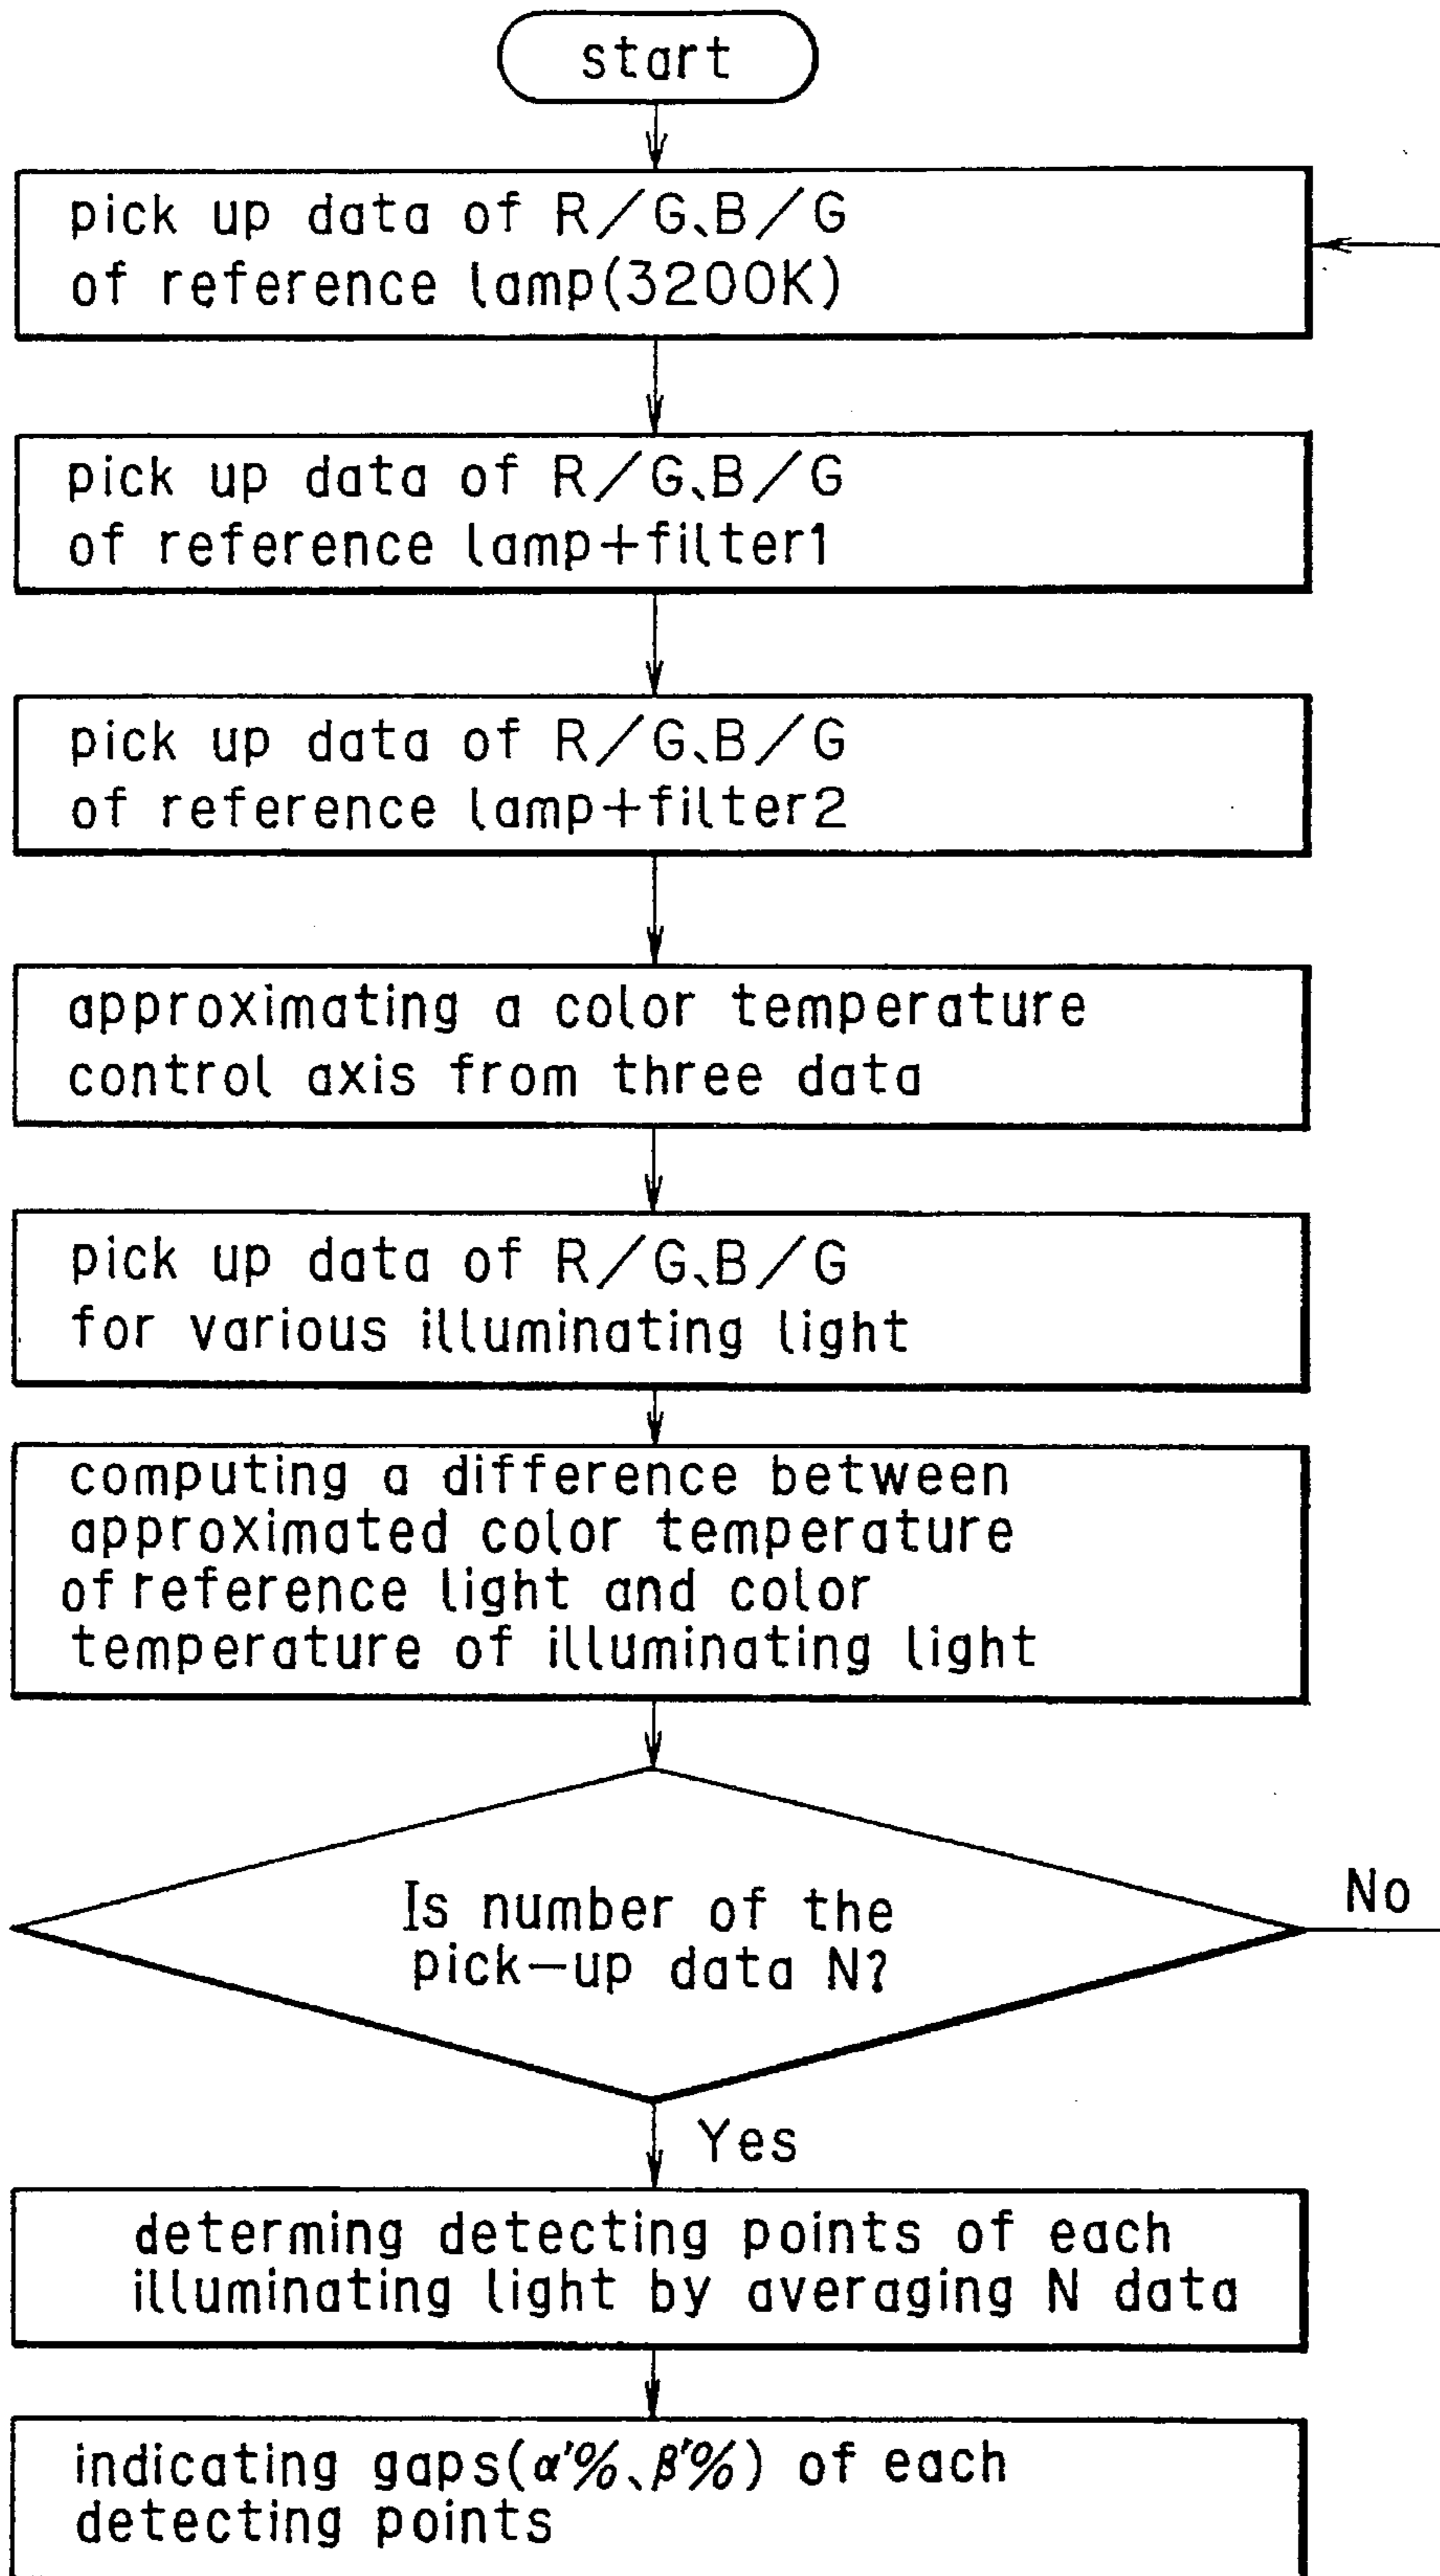 start
pick up data of R/G、B/G
of reference lamp(3200K)
pick up data of R/G、B/G
of reference lamp+filter1
pick up data of R/G、B/G
of reference lamp+filter2
approximating a color temperature
control axis from three data
pick up data of R/G、B/G
for various illuminating light
computing a difference between
approximated color temperature
of reference light and color
temperature of illuminating light
No
Is number of the
pick-up data N?
Yes
determing detecting points of each
illuminating light by averaging N data
indicating gaps(α'%、β'%) of each
detecting points